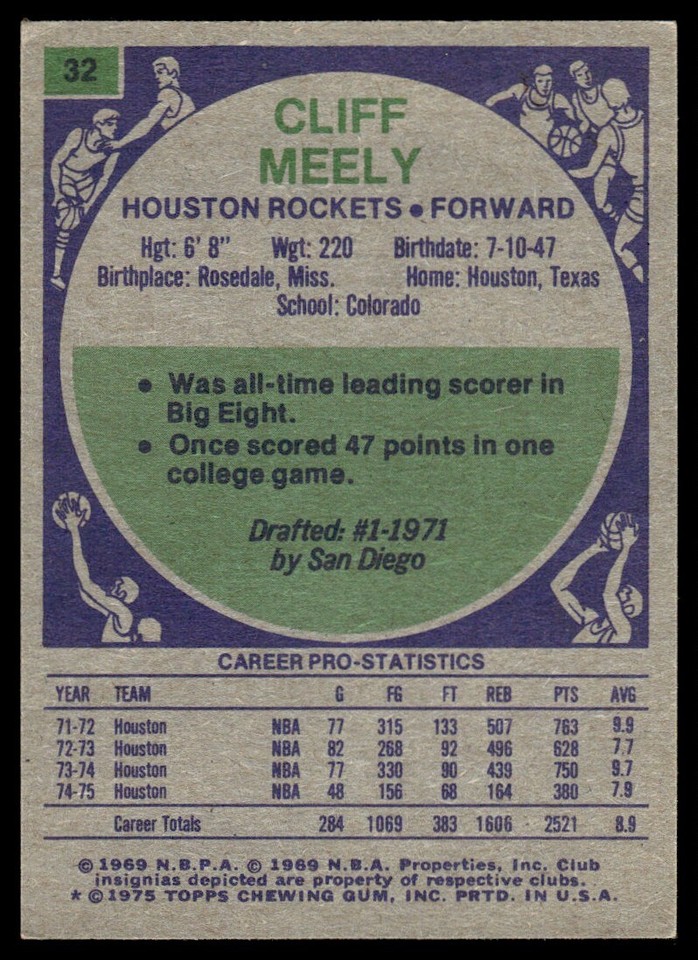 32
CLIFF
MEELY
HOUSTON ROCKETS • FORWARD
Hgt: 6' 8" Wgt: 220 Birthdate: 7-10-47
Birthplace: Rosedale, Miss. Home: Houston, Texas
School: Colorado
• Was all-time leading scorer in
Big Eight.
• Once scored 47 points in one
college game.
Drafted: #1-1971
by San Diego
CAREER PRO-STATISTICS
YEAR TEAM G FG FT REB PTS AVG
71-72 Houston NBA 77 315 133 507 763 9.9
72-73 Houston NBA 82 268 92 496 628 7.7
73-74 Houston NBA 77 330 90 439 750 9.7
74-75 Houston NBA 48 156 68 164 380 7.9
Career Totals 284 1069 383 1606 2521 8.9
© 1969 N.B.P.A. © 1969 N.B.A. Properties, Inc. Club
insignias depicted are property of respective clubs.
* © 1975 TOPPS CHEWING GUM, INC. PRTD. IN U.S.A.